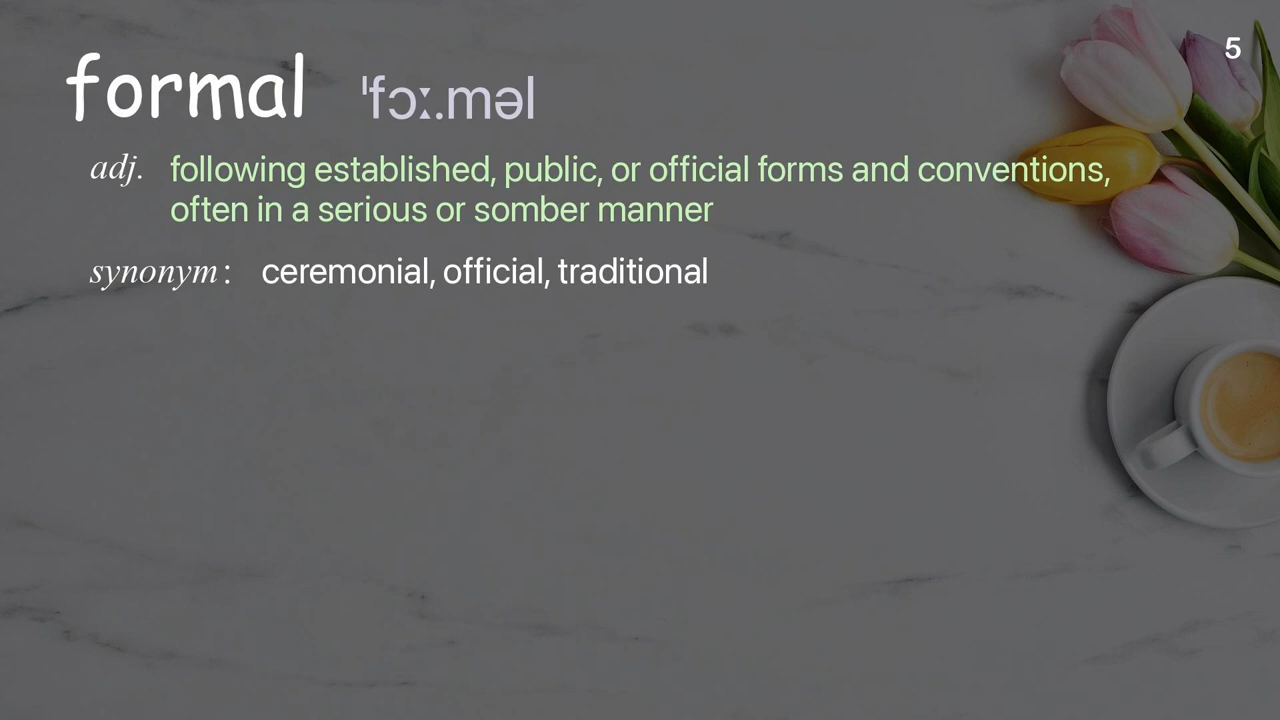 5
formal ˈfɔː.məl
adj. following established, public, or official forms and conventions,
often in a serious or somber manner
synonym: ceremonial, official, traditional